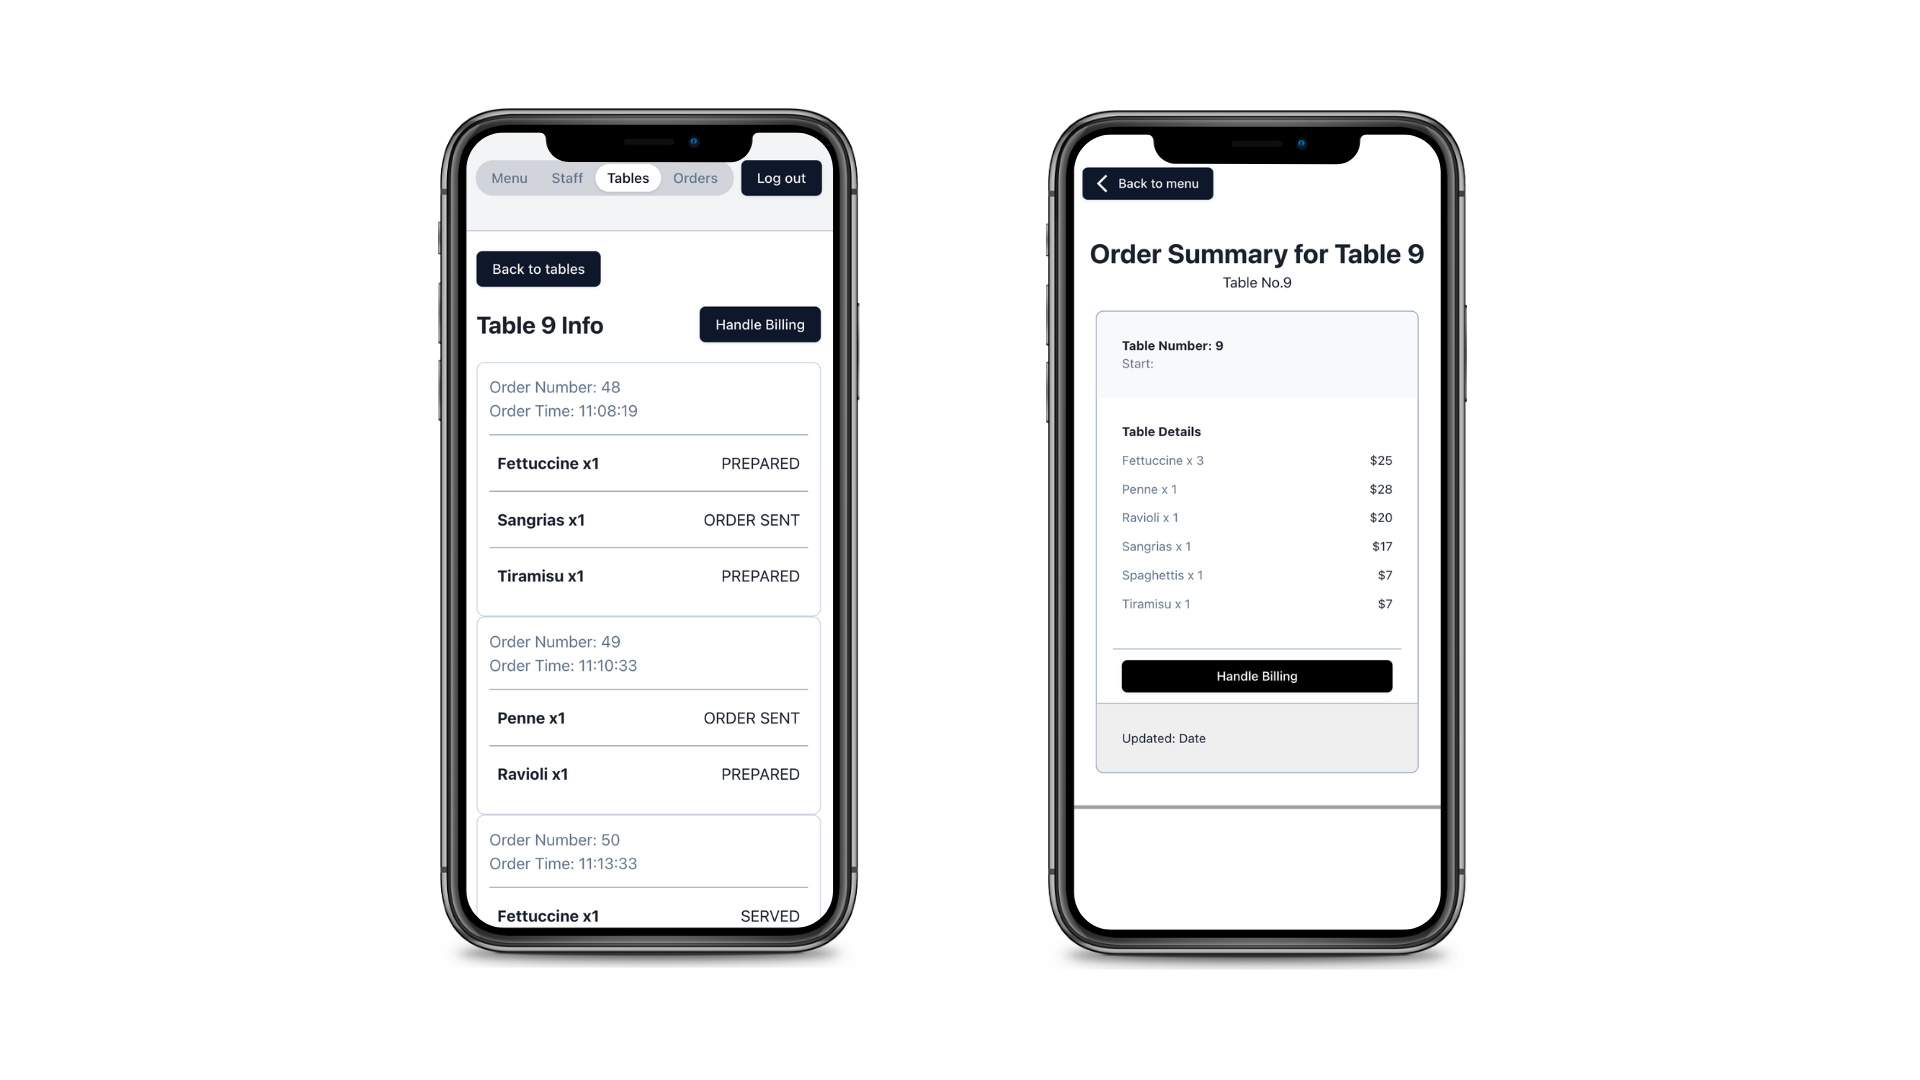 Menu Staff Tables Orders Log out
Back to tables
Table 9 Info Handle Billing
Order Number: 48
Order Time: 11:08:19
Fettuccine x1 PREPARED
Sangrias x1 ORDER SENT
Tiramisu x1 PREPARED
Order Number: 49
Order Time: 11:10:33
Penne x1 ORDER SENT
Ravioli x1 PREPARED
Order Number: 50
Order Time: 11:13:33
Fettuccine x1 SERVED
Back to menu
Order Summary for Table 9
Table No.9
Table Number: 9
Start:
Table Details
Fettuccine x 3 $25
Penne x 1 $28
Ravioli x 1 $20
Sangrias x 1 $17
Spaghettis x 1 $7
Tiramisu x 1 $7
Handle Billing
Updated: Date